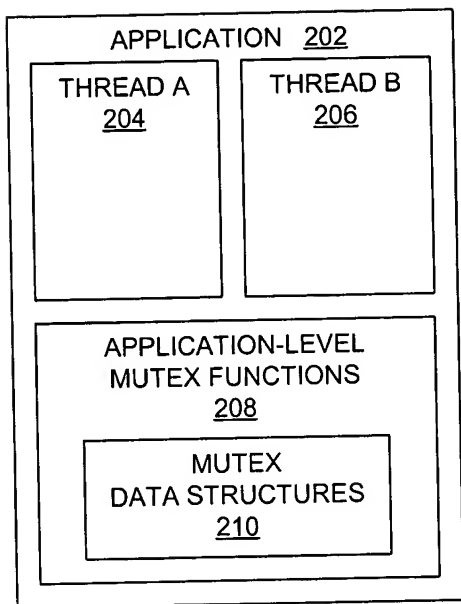 APPLICATION 202
THREAD A
204
THREAD B
206
APPLICATION-LEVEL
MUTEX FUNCTIONS
208
MUTEX
DATA STRUCTURES
210